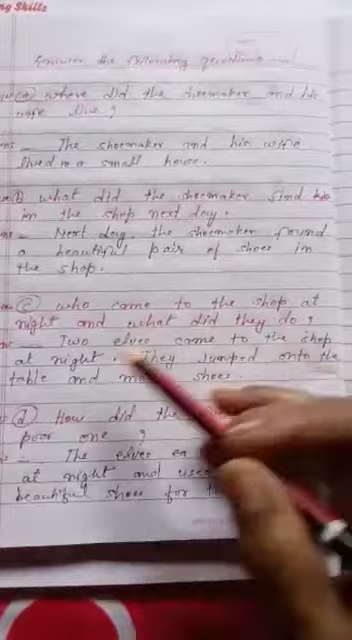 ng Skills
Answer the following questions
(a) where did the shoemaker and his
wife live?
ns - The shoemaker and his wife
lived in a small house.
(b) what did the shoemaker find
in the shop next day.
ns - Next day, the shoemaker found
a beautiful pair of shoes in
the shop.
(c) who came to the shop at
night and what did they do?
ns - Two elves came to the shop
at night. They jumped onto the
table and shoes.
(d) How did the
poor one?
- The elves
at night and
beautiful shoes for